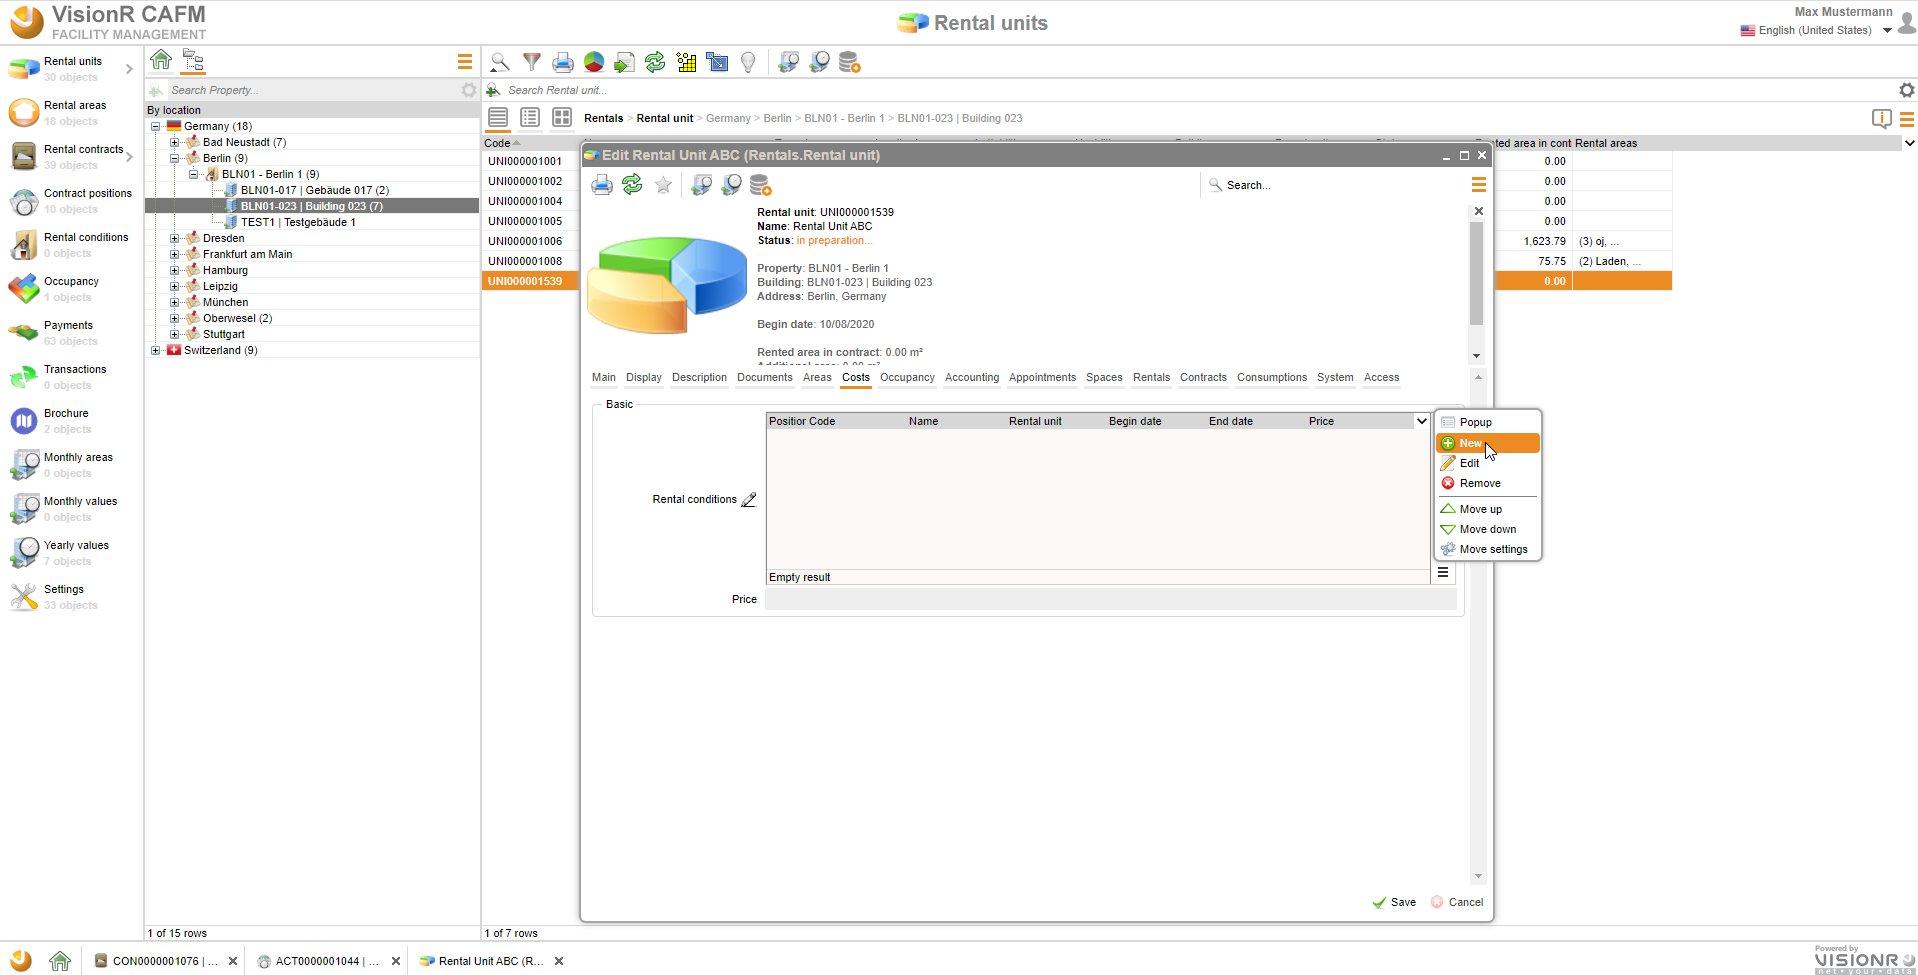 VisionR CAFM
FACILITY MANAGEMENT
Rental units
Max Mustermann
English (United States)
Rental units
30 objects
Rental areas
18 objects
Rental contracts
39 objects
Contract positions
10 objects
Rental conditions
0 objects
Occupancy
1 objects
Payments
63 objects
Transactions
0 objects
Brochure
2 objects
Monthly areas
0 objects
Monthly values
0 objects
Yearly values
7 objects
Settings
33 objects
Search Property...
By location
Germany (18)
Bad Neustadt (7)
Berlin (9)
BLN01 - Berlin 1 (9)
BLN01-017 | Gebäude 017 (2)
BLN01-023 | Building 023 (7)
TEST1 | Testgebäude 1
Dresden
Frankfurt am Main
Hamburg
Leipzig
München
Oberwesel (2)
Stuttgart
Switzerland (9)
1 of 15 rows
Search Rental unit...
Rentals > Rental unit > Germany > Berlin > BLN01 - Berlin 1 > BLN01-023 | Building 023
Code
UNI000001001
UNI000001002
UNI000001004
UNI000001005
UNI000001006
UNI000001008
UNI000001539
ted area in cont Rental areas
0.00
0.00
0.00
0.00
1,623.79 (3) oj, ...
75.75 (2) Laden, ...
0.00
1 of 7 rows
Edit Rental Unit ABC (Rentals.Rental unit)
Search...
Rental unit: UNI000001539
Name: Rental Unit ABC
Status: in preparation...
Property: BLN01 - Berlin 1
Building: BLN01-023 | Building 023
Address: Berlin, Germany
Begin date: 10/08/2020
Rented area in contract: 0.00 m²
Main Display Description Documents Areas Costs Occupancy Accounting Appointments Spaces Rentals Contracts Consumptions System Access
Basic
Positior Code Name Rental unit Begin date End date Price
Rental conditions
Empty result
Price
Popup
New
Edit
Remove
Move up
Move down
Move settings
Save Cancel
CON0000001076 | ...
ACT0000001044 | ...
Rental Unit ABC (R...
Powered by
VISIONR
net·your·data